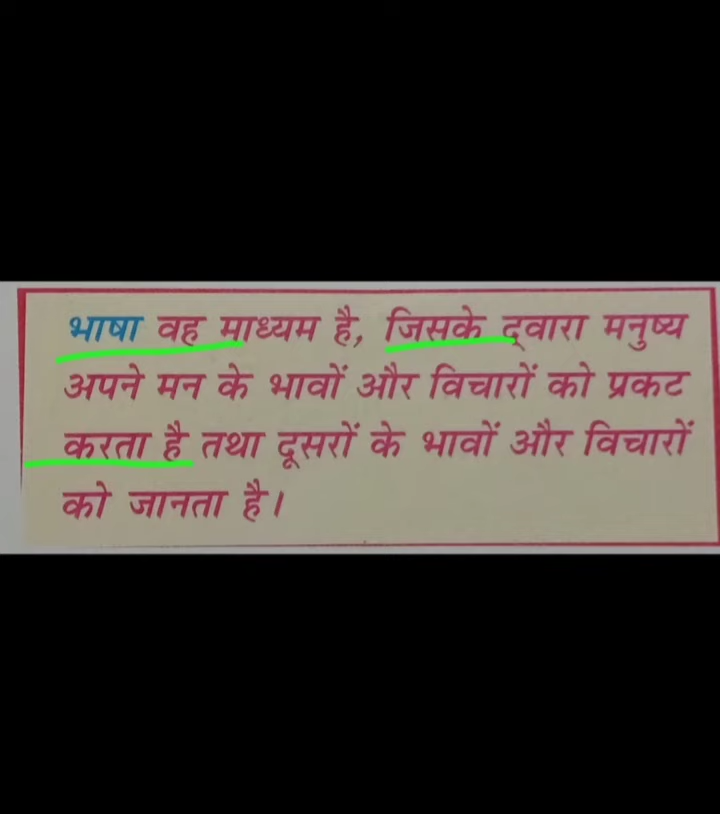 भाषा वह माध्यम है, जिसके द्वारा मनुष्य
अपने मन के भावों और विचारों को प्रकट
करता है तथा दूसरों के भावों और विचारों
को जानता है।